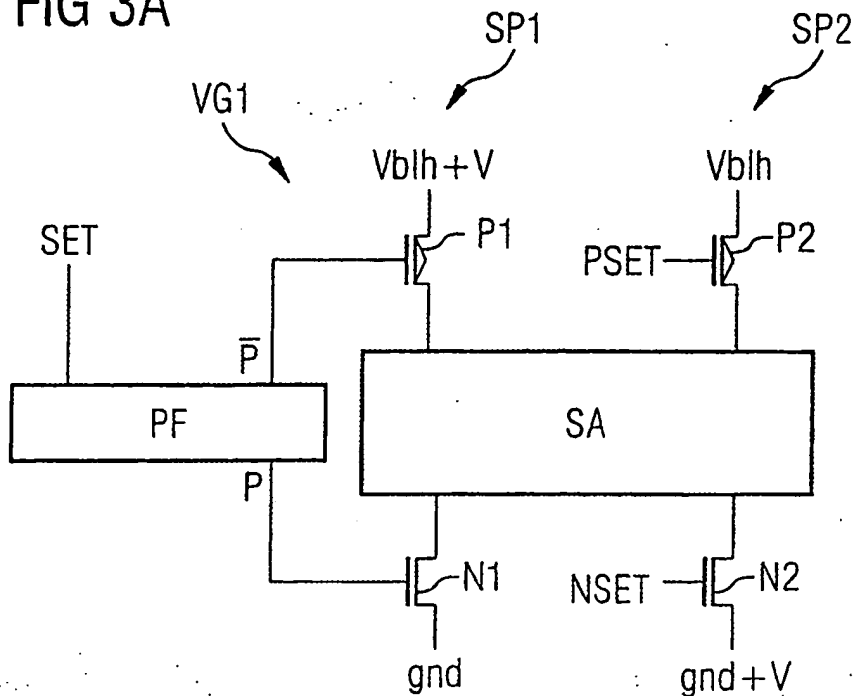 FIG 3A
SP1
SP2
VG1
Vblh+V
Vblh
SET
P1
PSET
P2
P̅
PF
SA
P
N1
NSET
N2
gnd
gnd+V